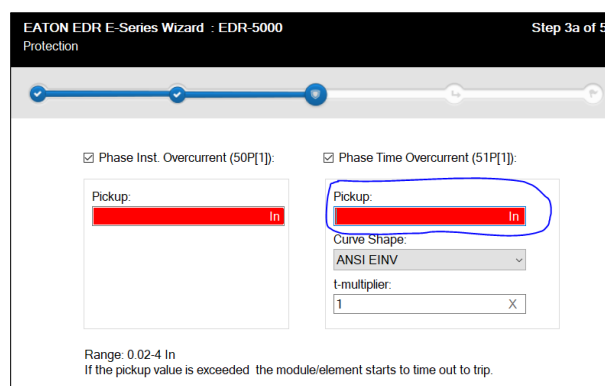 EATON EDR E-Series Wizard : EDR-5000 Step 3a of 5
Protection
Phase Inst. Overcurrent (50P[1]): Phase Time Overcurrent (51P[1]):
Pickup: Pickup:
In In
Curve Shape:
ANSI EINV
t-multiplier:
1 X
Range: 0.02-4 In
If the pickup value is exceeded the module/element starts to time out to trip.